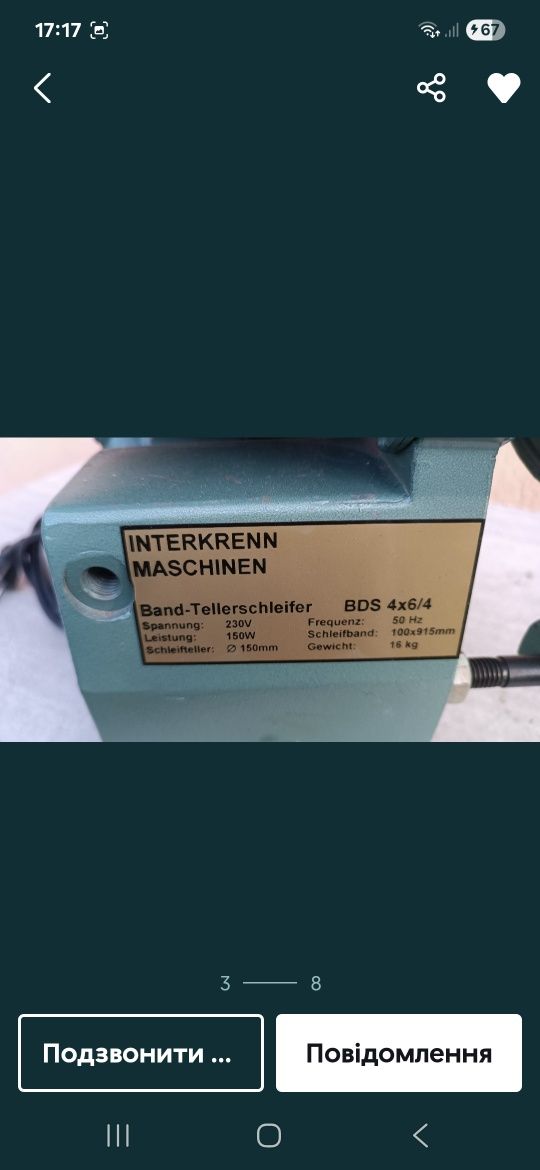 17:17
67
INTERKRENN
MASCHINEN
Band-Tellerschleifer BDS 4x6/4
Spannung: 230V Frequenz: 50 Hz
Leistung: 150W Schleifband: 100x915mm
Schleifteller: Ø 150mm Gewicht: 16 kg
3 8
Подзвонити ... Повідомлення